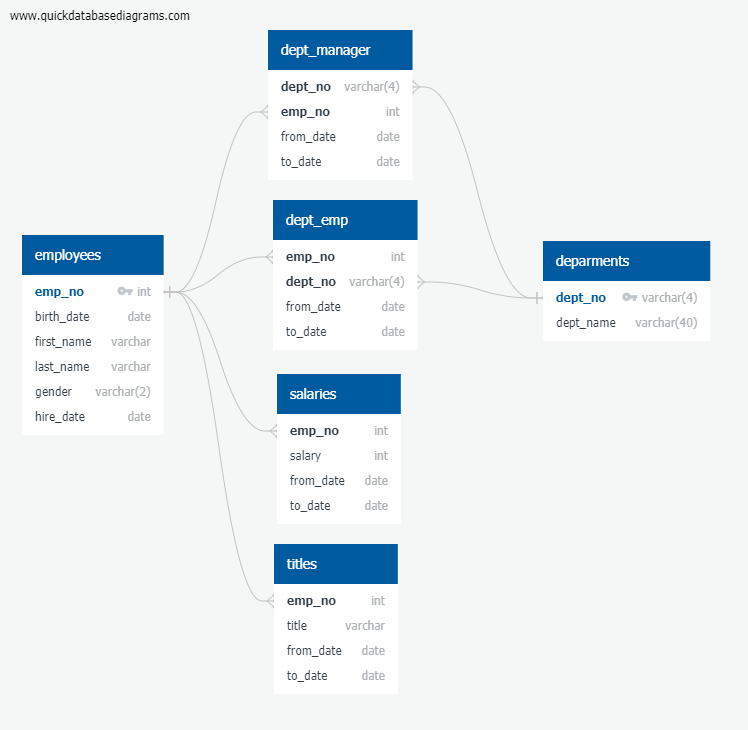 www.quickdatabasediagrams.com
dept_manager
dept_no varchar(4)
emp_no int
from_date date
to_date date
dept_emp
emp_no int
dept_no varchar(4)
from_date date
to_date date
employees
emp_no int
birth_date date
first_name varchar
last_name varchar
gender varchar(2)
hire_date date
deparments
dept_no varchar(4)
dept_name varchar(40)
salaries
emp_no int
salary int
from_date date
to_date date
titles
emp_no int
title varchar
from_date date
to_date date